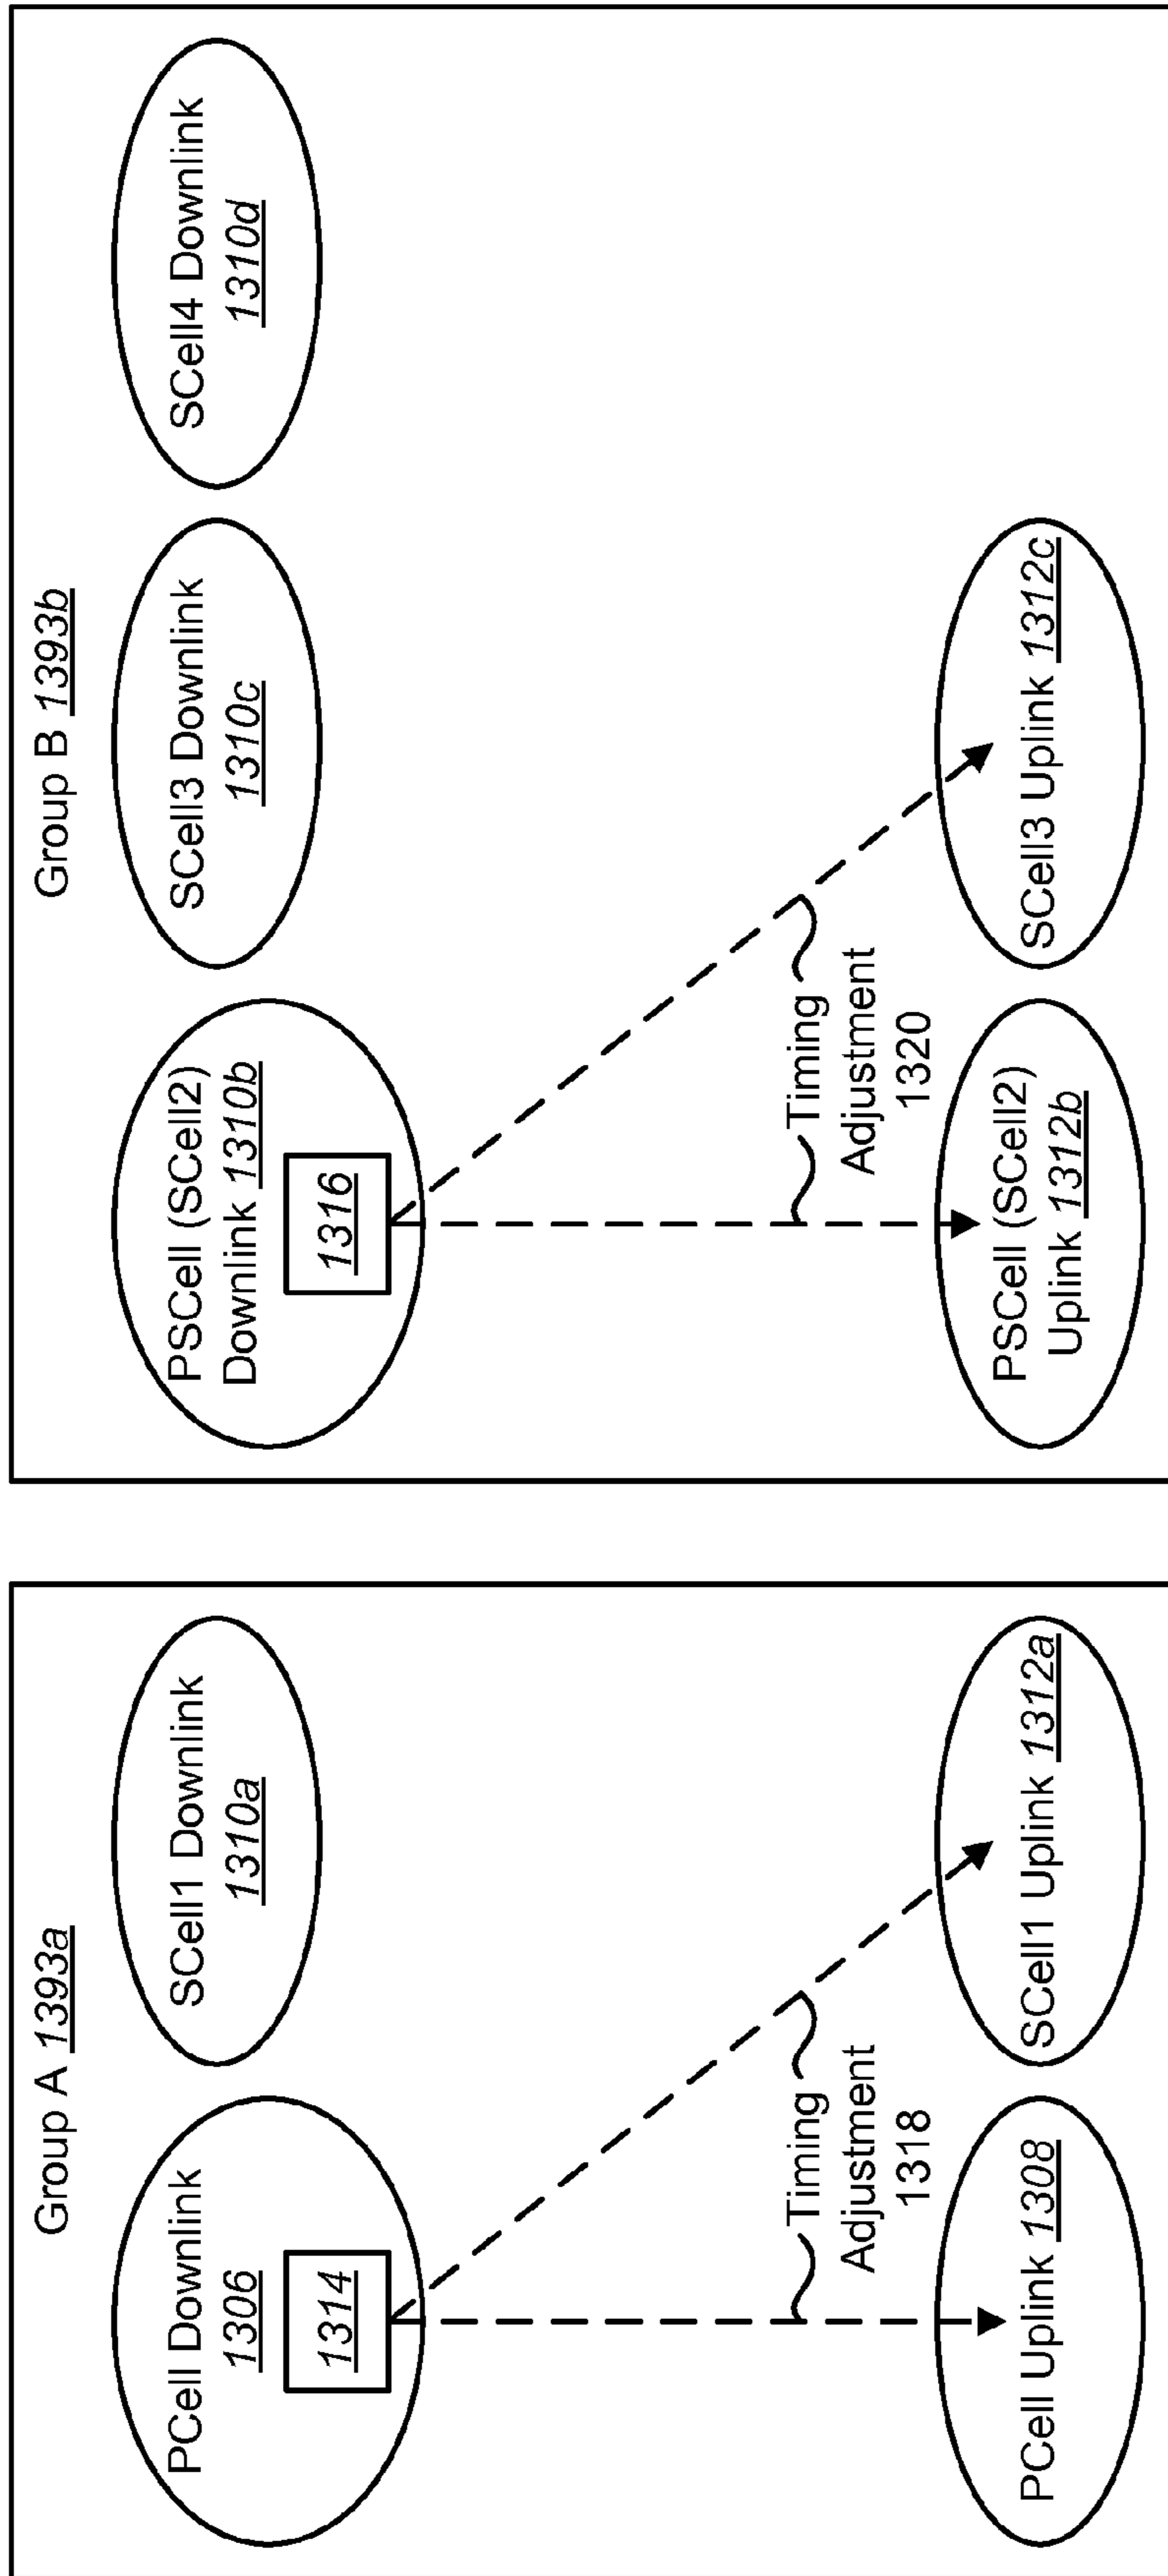 Group A 1393a
PCell Downlink
1306
1314
SCell1 Downlink
1310a
Timing
Adjustment
1318
PCell Uplink 1308
SCell1 Uplink 1312a
Group B 1393b
PSCell (SCell2)
Downlink 1310b
1316
SCell3 Downlink
1310c
SCell4 Downlink
1310d
Timing
Adjustment
1320
PSCell (SCell2)
Uplink 1312b
SCell3 Uplink 1312c